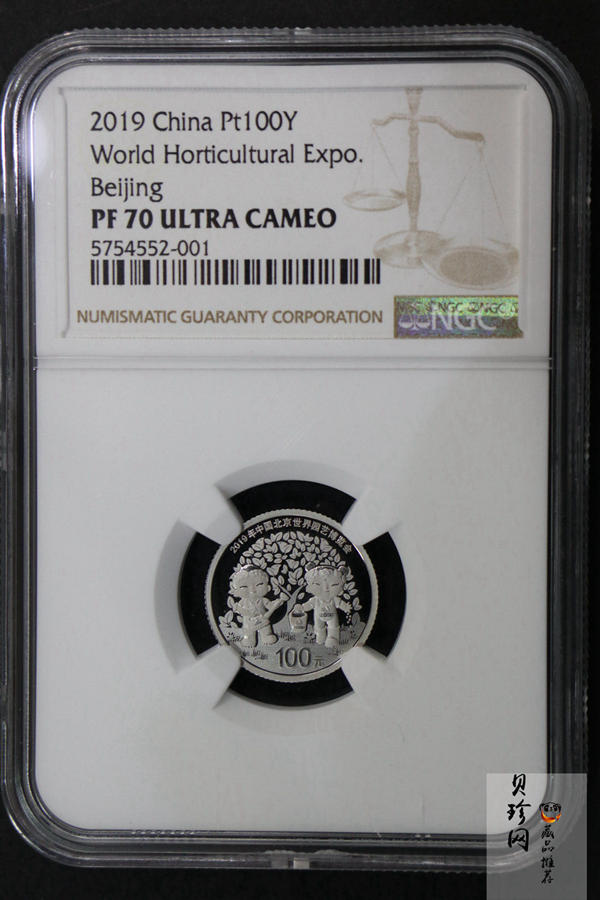 2019 China Pt100Y
World Horticultural Expo.
Beijing
PF 70 ULTRA CAMEO
5754552-001
NUMISMATIC GUARANTY CORPORATION
NGC
2019年中国北京世界园艺博览会
100元
贝珍网
藏品推荐